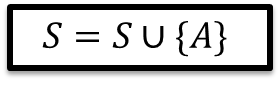 S = S ∪ {A}